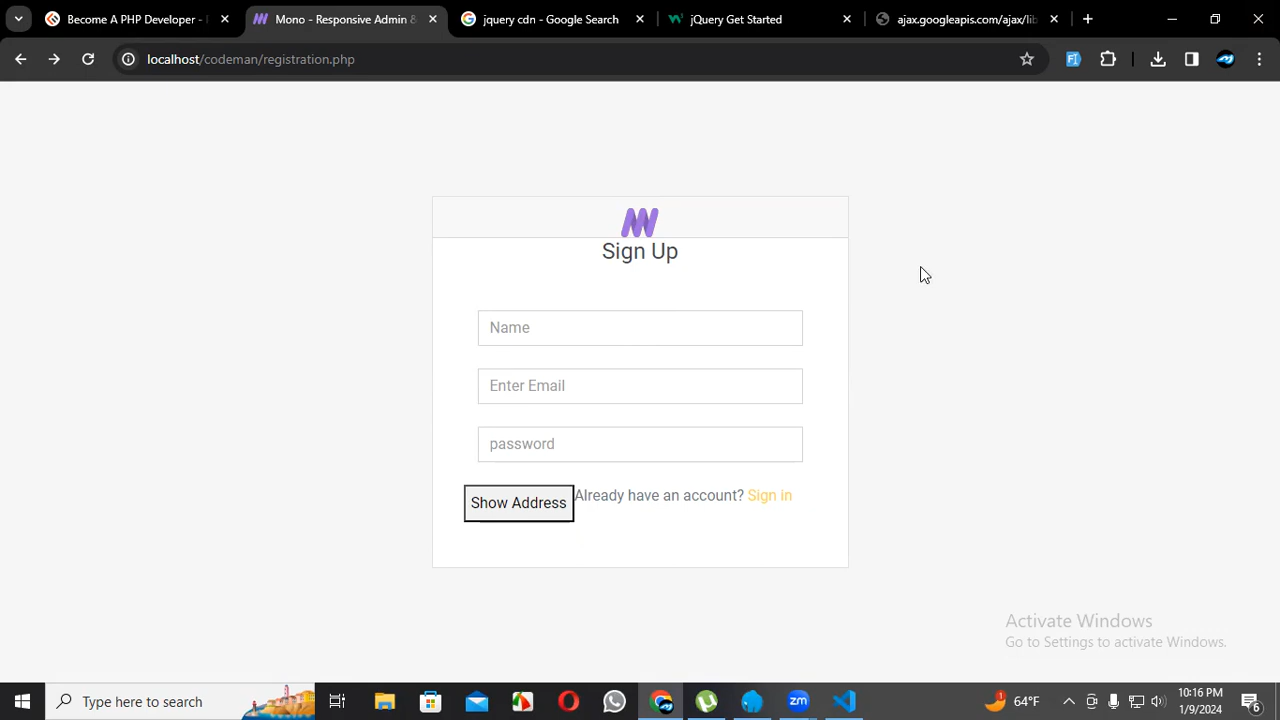 Become A PHP Developer -
Mono - Responsive Admin &
jquery cdn - Google Search
jQuery Get Started
ajax.googleapis.com/ajax/lib
localhost/codeman/registration.php
Sign Up
Name
Enter Email
password
Show Address
Already have an account? Sign in
Activate Windows
Go to Settings to activate Windows.
Type here to search
1
64°F
10:16 PM
1/9/2024
6